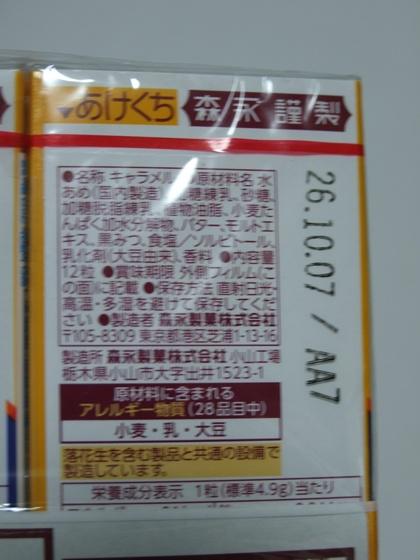 ▼あけくち 森永謹製
●名称 キャラメル ●原材料名 水
あめ(国内製造)、加糖練乳、砂糖、
加糖脱脂練乳、植物油脂、小麦たん
ぱく加水分解物、バター、モルトエ
キス、黒みつ、食塩/ソルビトール、
乳化剤(大豆由来)、香料 ●内容量
12粒 ●賞味期限 外側フィルム(こ
の面)に記載 ●保存方法 直射日光・
高温・多湿を避けて保存してくだ
さい ●製造者 森永製菓株式会社
〒105-8309 東京都港区芝浦1-13-16
製造所 森永製菓株式会社 小山工場
栃木県小山市大字出井1523-1
原材料に含まれる
アレルギー物質(28品目中)
小麦・乳・大豆
落花生を含む製品と共通の設備で
製造しています。
栄養成分表示 1粒(標準4.9g)当たり
26.10.07 / AA7